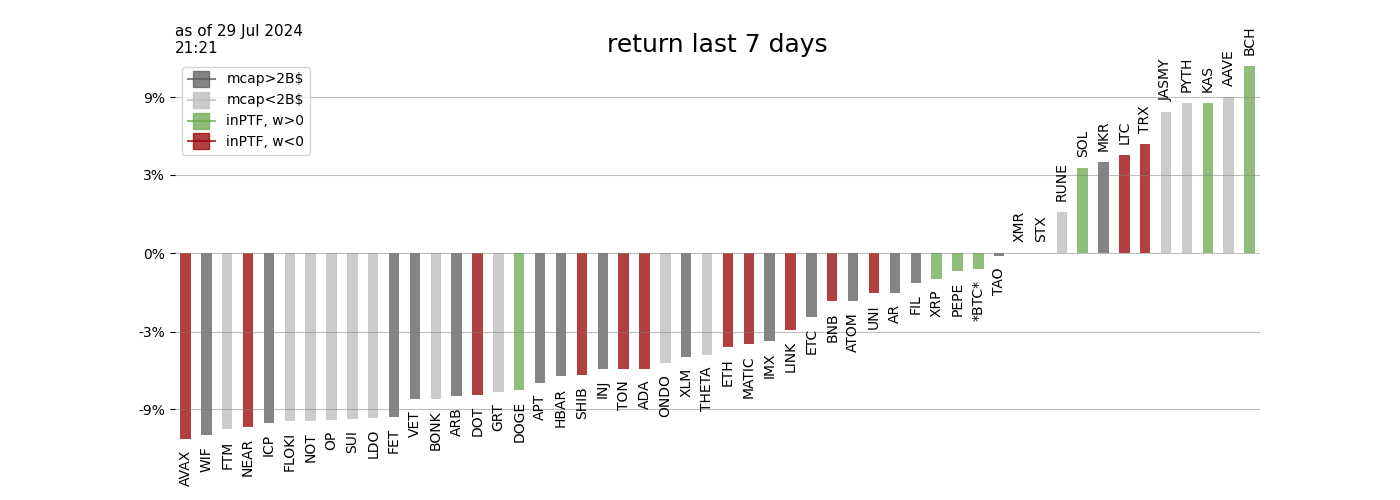 as of 29 Jul 2024
21:21
return last 7 days
mcap>2B$
mcap<2B$
inPTF, w>0
inPTF, w<0
9%
3%
0%
-3%
-9%
AVAX
WIF
FTM
NEAR
ICP
FLOKI
NOT
OP
SUI
LDO
FET
VET
BONK
ARB
DOT
GRT
DOGE
APT
HBAR
SHIB
INJ
TON
ADA
ONDO
XLM
THETA
ETH
MATIC
IMX
LINK
ETC
BNB
ATOM
UNI
AR
FIL
XRP
PEPE
*BTC*
TAO
XMR
STX
RUNE
SOL
MKR
LTC
TRX
JASMY
PYTH
KAS
AAVE
BCH